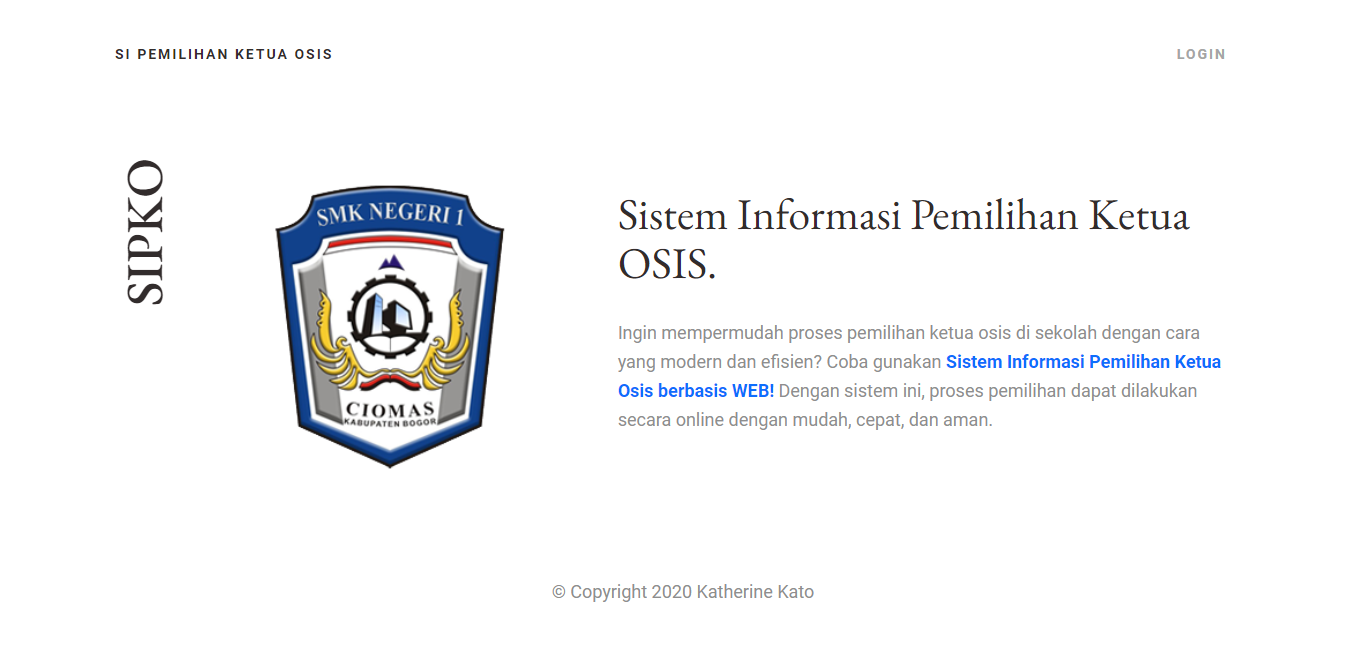 SI PEMILIHAN KETUA OSIS
LOGIN
SIPKO
SMK NEGERI 1
CIOMAS
KABUPATEN BOGOR
Sistem Informasi Pemilihan Ketua
OSIS.
Ingin mempermudah proses pemilihan ketua osis di sekolah dengan cara
yang modern dan efisien? Coba gunakan Sistem Informasi Pemilihan Ketua
Osis berbasis WEB! Dengan sistem ini, proses pemilihan dapat dilakukan
secara online dengan mudah, cepat, dan aman.
© Copyright 2020 Katherine Kato